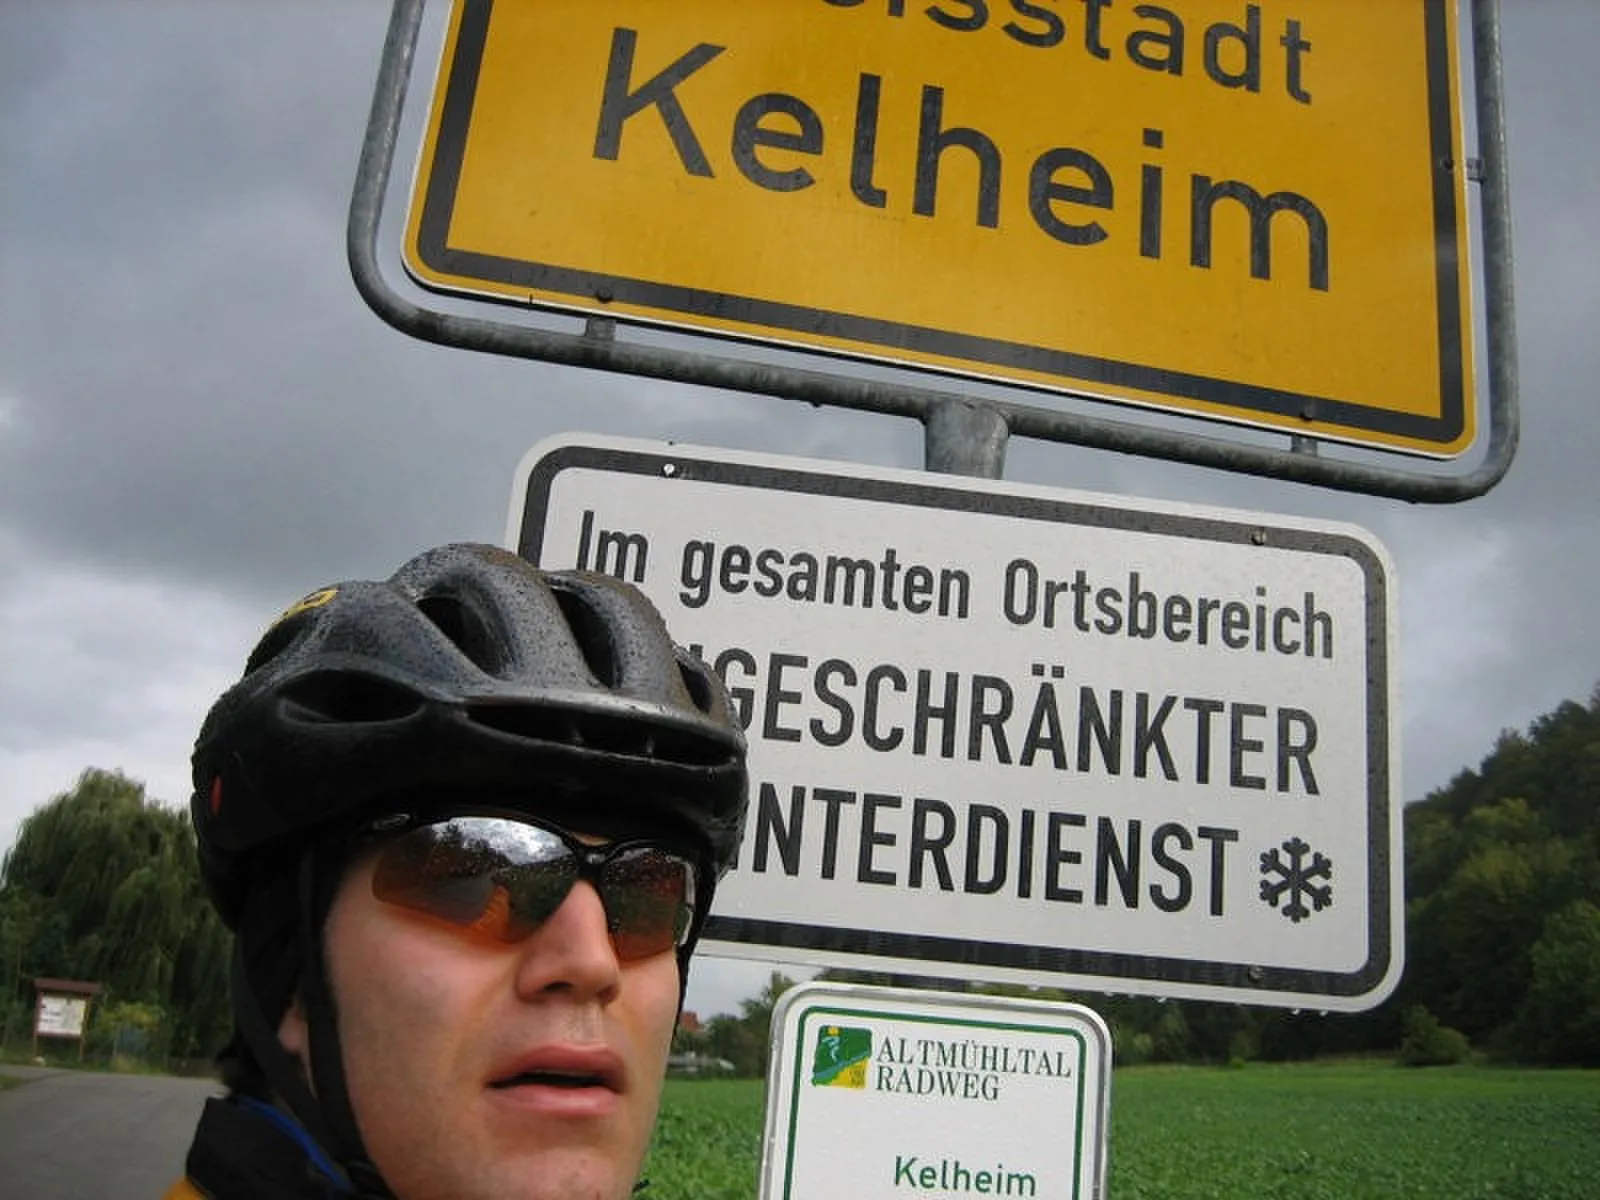 Kelheim
Im gesamten Ortsbereich
GESCHRÄNKTER
NTERDIENST
ALTMÜHLTAL
RADWEG
Kelheim